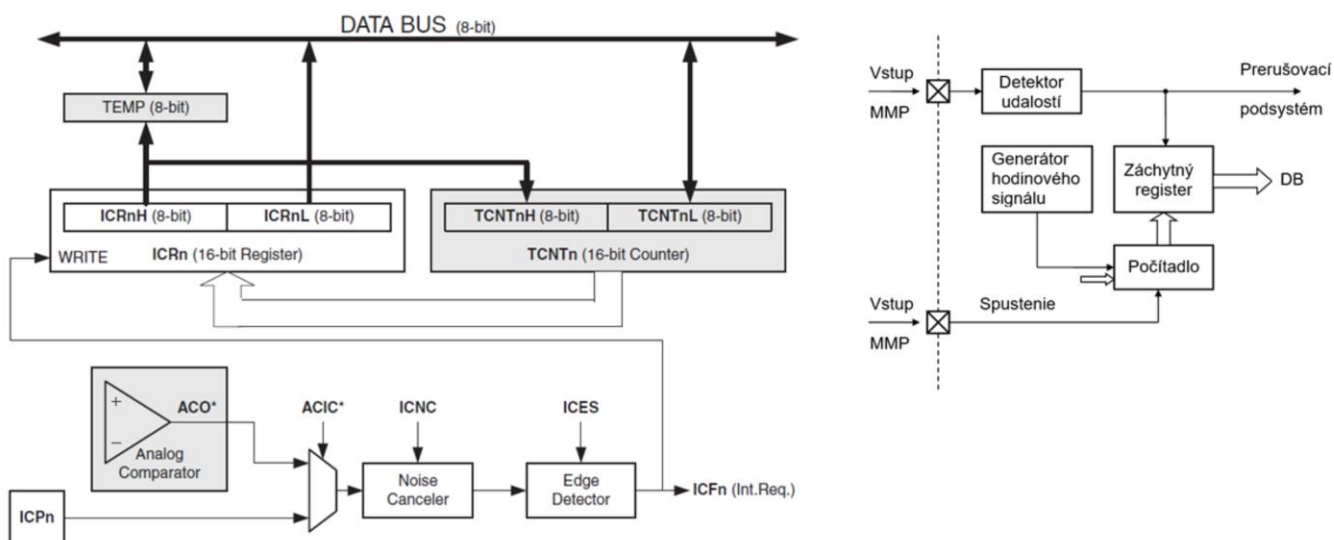 DATA BUS (8-bit)
TEMP (8-bit)
ICRnH (8-bit)
ICRnL (8-bit)
WRITE
ICRn (16-bit Register)
TCNTnH (8-bit)
TCNTnL (8-bit)
TCNTn (16-bit Counter)
+
−
ACO*
Analog
Comparator
ACIC*
ICNC
ICES
Noise
Canceler
Edge
Detector
ICFn (Int.Req.)
ICPn
Vstup
MMP
Detektor
udalostí
Prerušovací
podsystém
Generátor
hodinového
signálu
Záchytný
register
DB
Počítadlo
Vstup
MMP
Spustenie